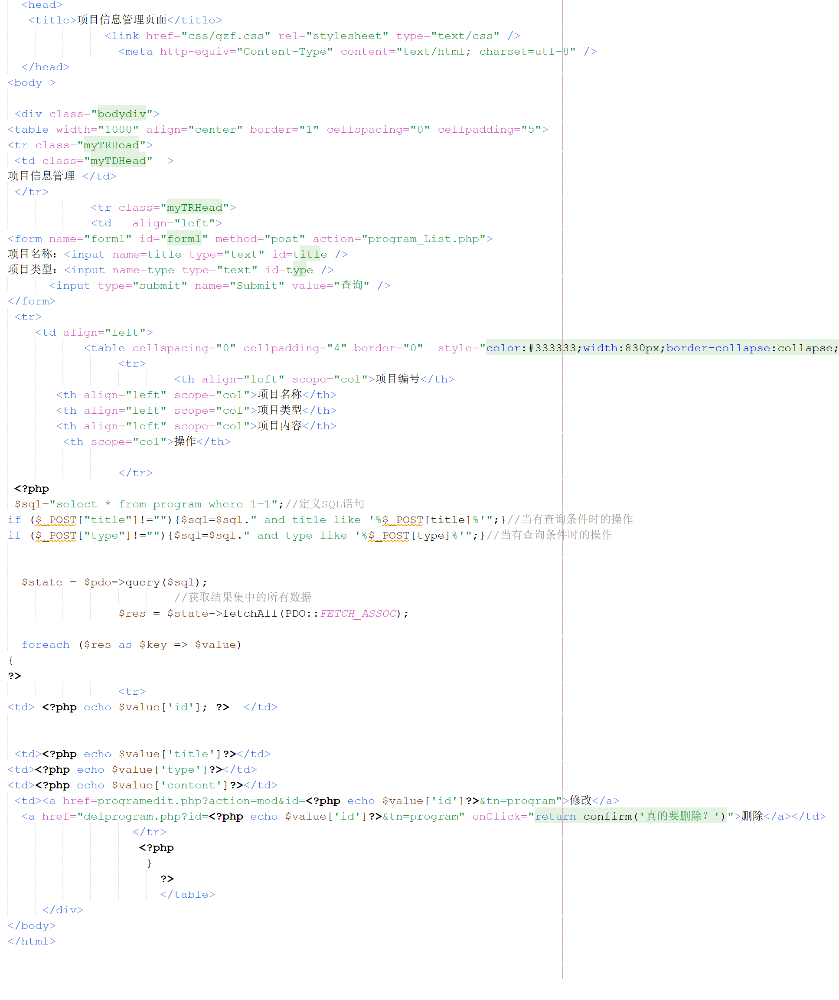 <head>
<title>项目信息管理页面</title>
<link href="css/gzf.css" rel="stylesheet" type="text/css" />
<meta http-equiv="Content-Type" content="text/html; charset=utf-8" />
</head>
<body >
<div class="bodydiv">
<table width="1000" align="center" border="1" cellspacing="0" cellpadding="5">
<tr class="myTRHead">
<td class="myTDHead"  >
项目信息管理 </td>
</tr>
<tr class="myTRHead">
<td   align="left">
<form name="form1" id="form1" method="post" action="program_List.php">
项目名称：<input name=title type="text" id=title />
项目类型：<input name=type type="text" id=type />
<input type="submit" name="Submit" value="查询" />
</form>
<tr>
<td align="left">
<table cellspacing="0" cellpadding="4" border="0"  style="color:#333333;width:830px;border-collapse:collapse;
<tr>
<th align="left" scope="col">项目编号</th>
<th align="left" scope="col">项目名称</th>
<th align="left" scope="col">项目类型</th>
<th align="left" scope="col">项目内容</th>
<th scope="col">操作</th>
</tr>
<?php
$sql="select * from program where 1=1";//定义SQL语句
if ($_POST["title"]!=""){$sql=$sql." and title like '%$_POST[title]%'";}//当有查询条件时的操作
if ($_POST["type"]!=""){$sql=$sql." and type like '%$_POST[type]%'";}//当有查询条件时的操作
$state = $pdo->query($sql);
//获取结果集中的所有数据
$res = $state->fetchAll(PDO::FETCH_ASSOC);
foreach ($res as $key => $value)
{
?>
<tr>
<td> <?php echo $value['id']; ?>  </td>
<td><?php echo $value['title']?></td>
<td><?php echo $value['type']?></td>
<td><?php echo $value['content']?></td>
<td><a href=programedit.php?action=mod&id=<?php echo $value['id']?>&tn=program">修改</a>
<a href="delprogram.php?id=<?php echo $value['id']?>&tn=program" onClick="return confirm('真的要删除？')">删除</a></td>
</tr>
<?php
}
?>
</table>
</div>
</body>
</html>